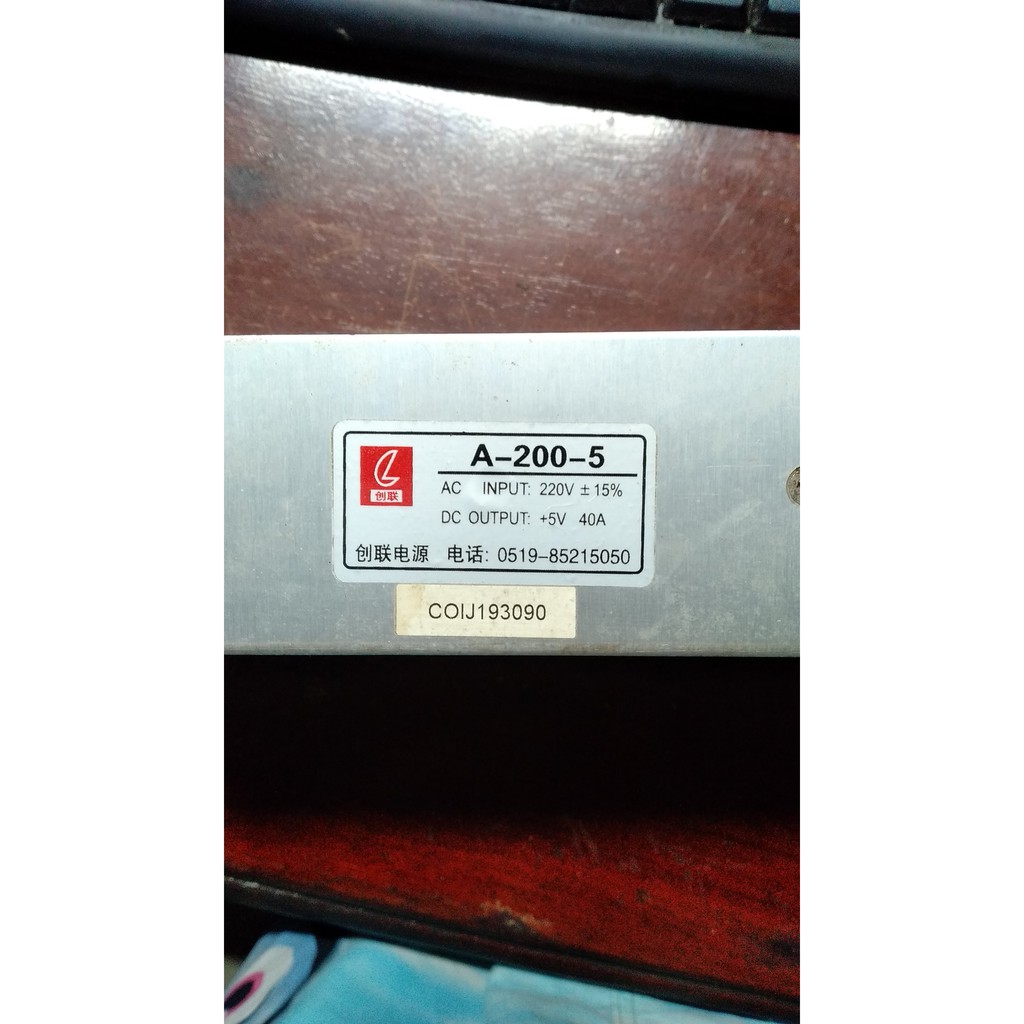 创联
A-200-5
AC INPUT: 220V ±15%
DC OUTPUT: +5V 40A
创联电源 电话: 0519-85215050
COIJ193090